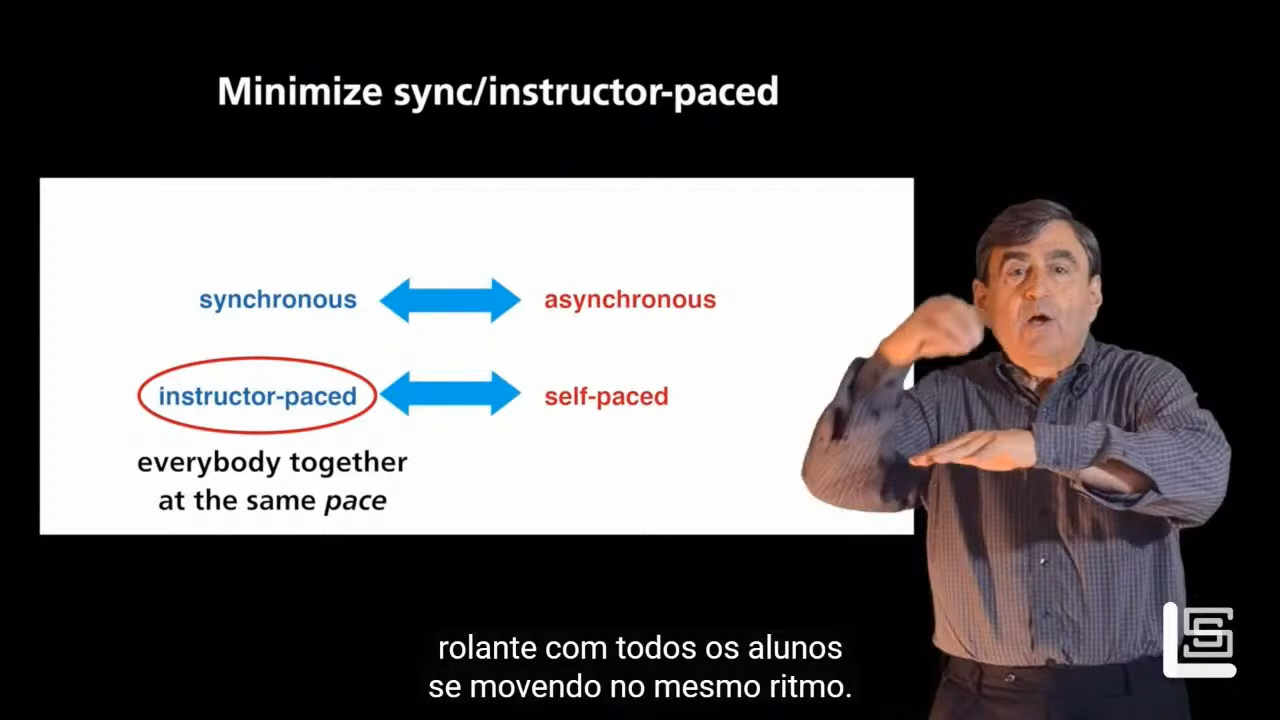 Minimize sync/instructor-paced
synchronous
asynchronous
instructor-paced
self-paced
everybody together
at the same pace
rolante com todos os alunos
se movendo no mesmo ritmo.